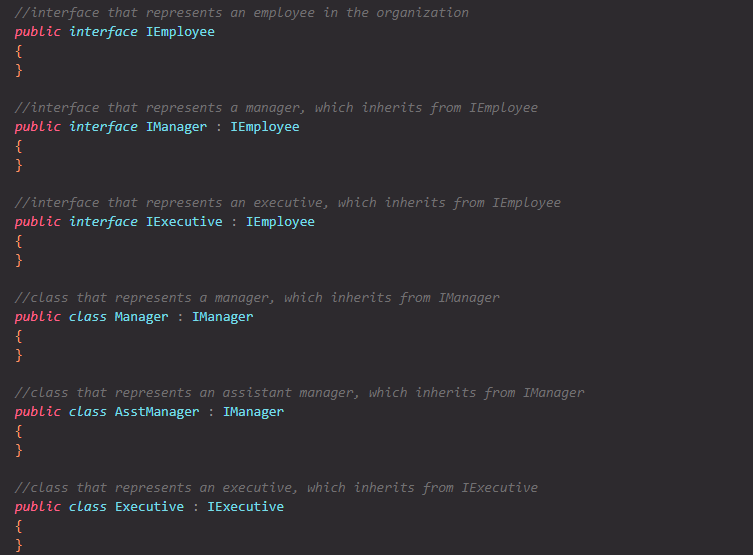 //interface that represents an employee in the organization
public interface IEmployee
{
}
//interface that represents a manager, which inherits from IEmployee
public interface IManager : IEmployee
{
}
//interface that represents an executive, which inherits from IEmployee
public interface IExecutive : IEmployee
{
}
//class that represents a manager, which inherits from IManager
public class Manager : IManager
{
}
//class that represents an assistant manager, which inherits from IManager
public class AsstManager : IManager
{
}
//class that represents an executive, which inherits from IExecutive
public class Executive : IExecutive
{
}